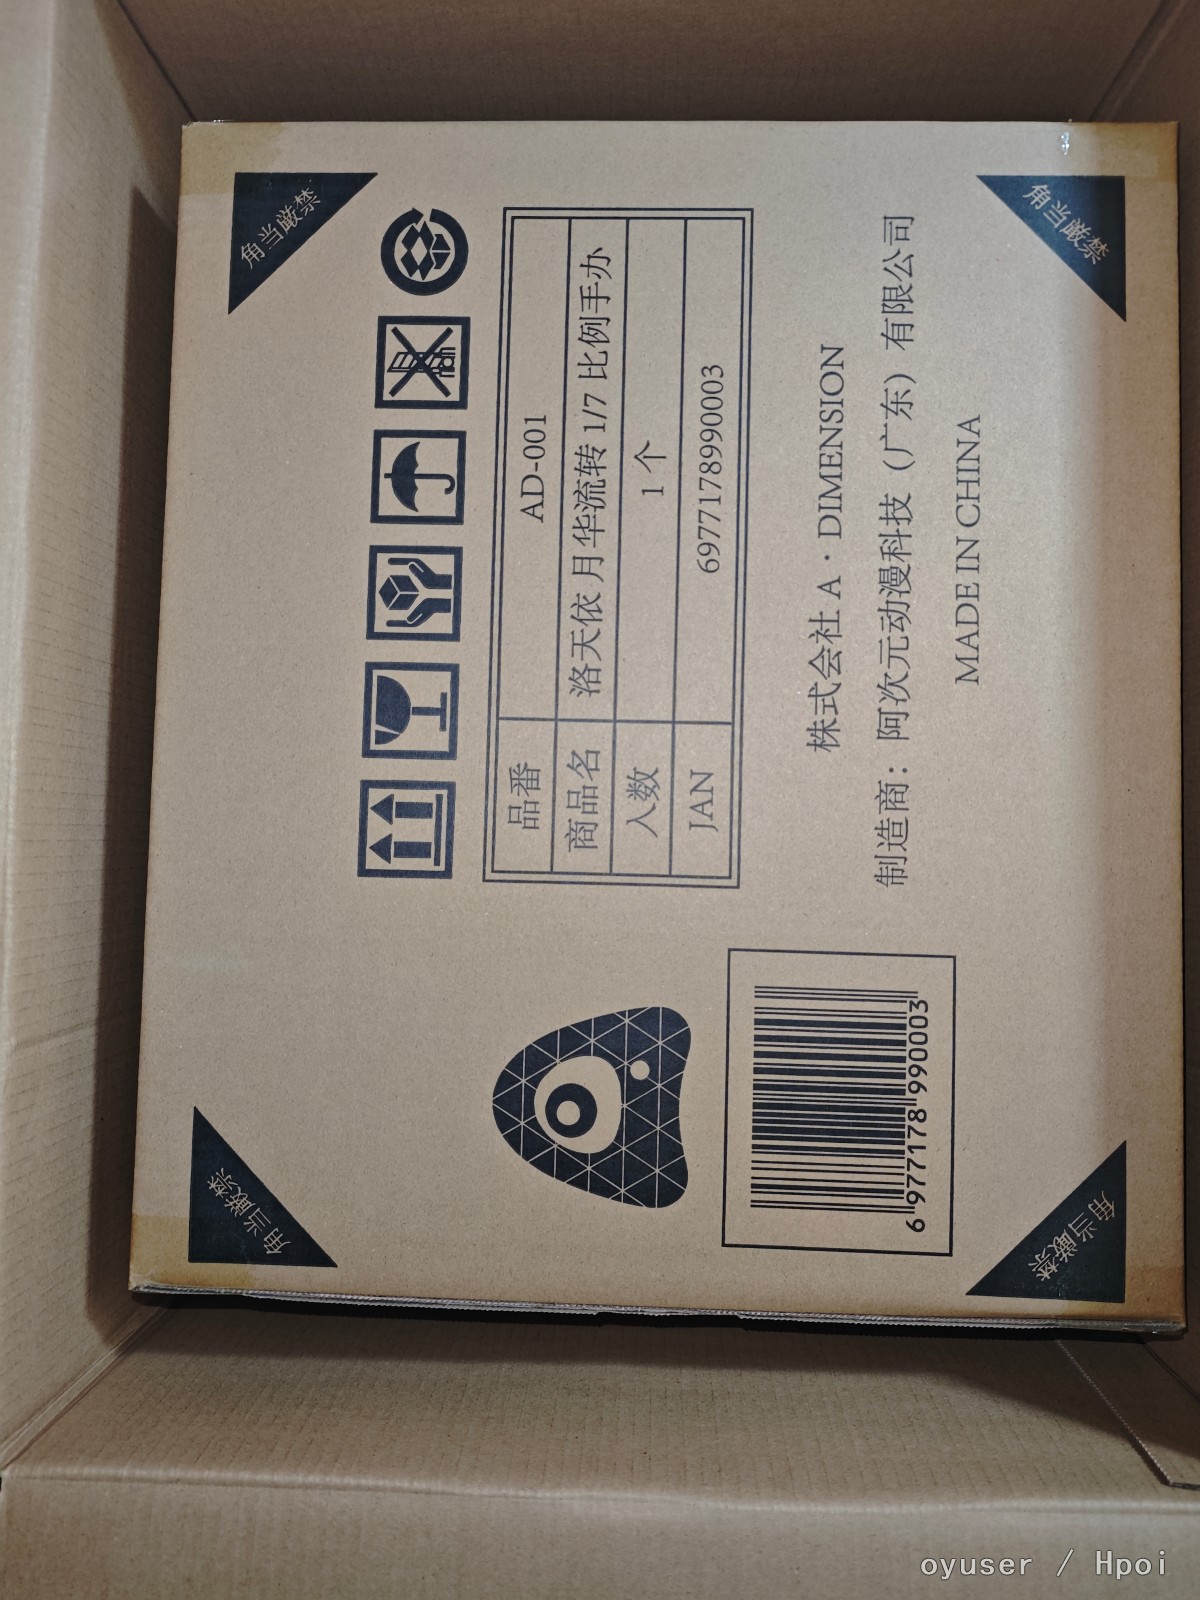 角当厳禁
角当厳禁
品番 AD-001
商品名 洛天依 月华流转 1/7 比例手办
入数 1 个
JAN 6977178990003
株式会社 A · DIMENSION
制造商：阿次元动漫科技（广东）有限公司
MADE IN CHINA
6 977178 990003
角当厳禁
角当厳禁
oyuser / Hpoi